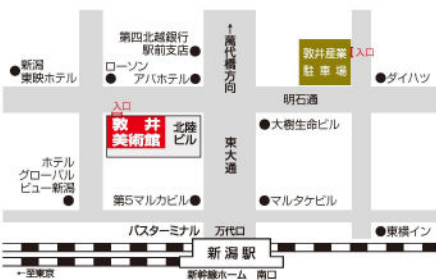 第四北越銀行
駅前支店
↑萬代橋方向
敦井産業
駐車場
入口
新潟
東映ホテル
ローソン
アパホテル
ダイハツ
明石通
入口
敦井
美術館
北陸
ビル
大樹生命ビル
東大通
ホテル
グローバル
ビュー新潟
第5マルカビル
マルタケビル
バスターミナル
万代口
東横イン
新潟駅
←至東京
新幹線ホーム
南口